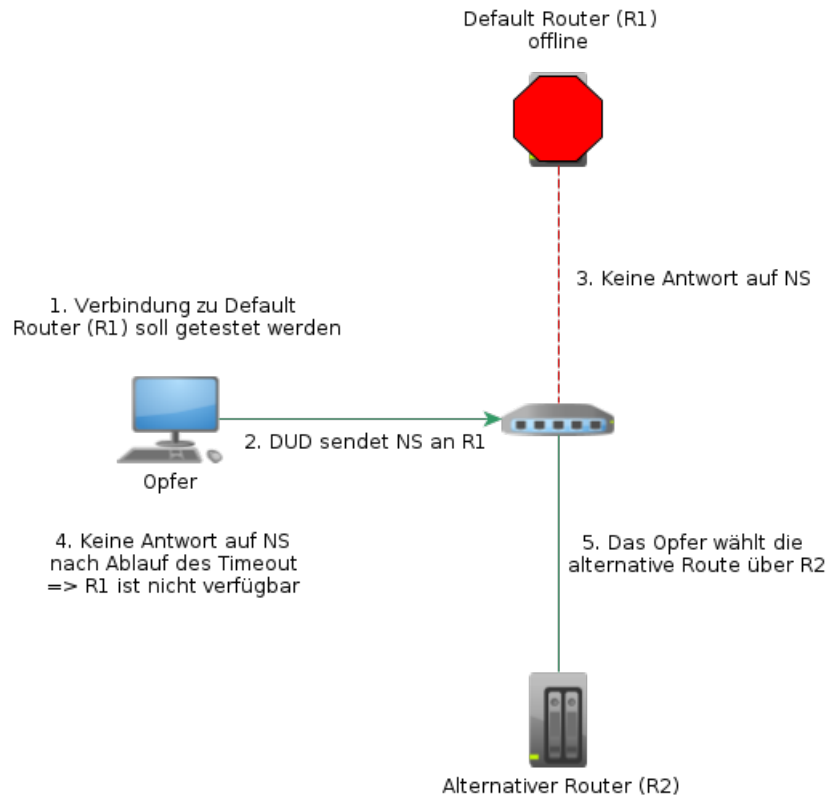 Default Router (R1)
offline
3. Keine Antwort auf NS
1. Verbindung zu Default
Router (R1) soll getestet werden
2. DUD sendet NS an R1
Opfer
4. Keine Antwort auf NS
nach Ablauf des Timeout
=> R1 ist nicht verfügbar
5. Das Opfer wählt die
alternative Route über R2
Alternativer Router (R2)